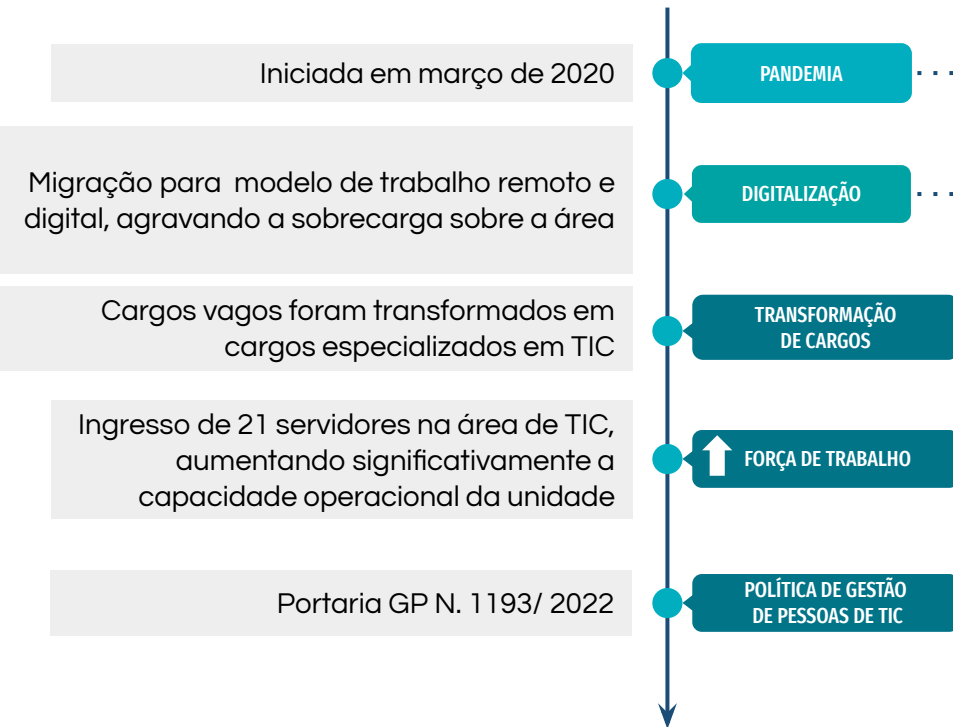 Iniciada em março de 2020
PANDEMIA
Migração para  modelo de trabalho remoto e
digital, agravando a sobrecarga sobre a área
DIGITALIZAÇÃO
Cargos vagos foram transformados em
cargos especializados em TIC
TRANSFORMAÇÃO
DE CARGOS
Ingresso de 21 servidores na área de TIC,
aumentando significativamente a
capacidade operacional da unidade
FORÇA DE TRABALHO
Portaria GP N. 1193/ 2022
POLÍTICA DE GESTÃO
DE PESSOAS DE TIC